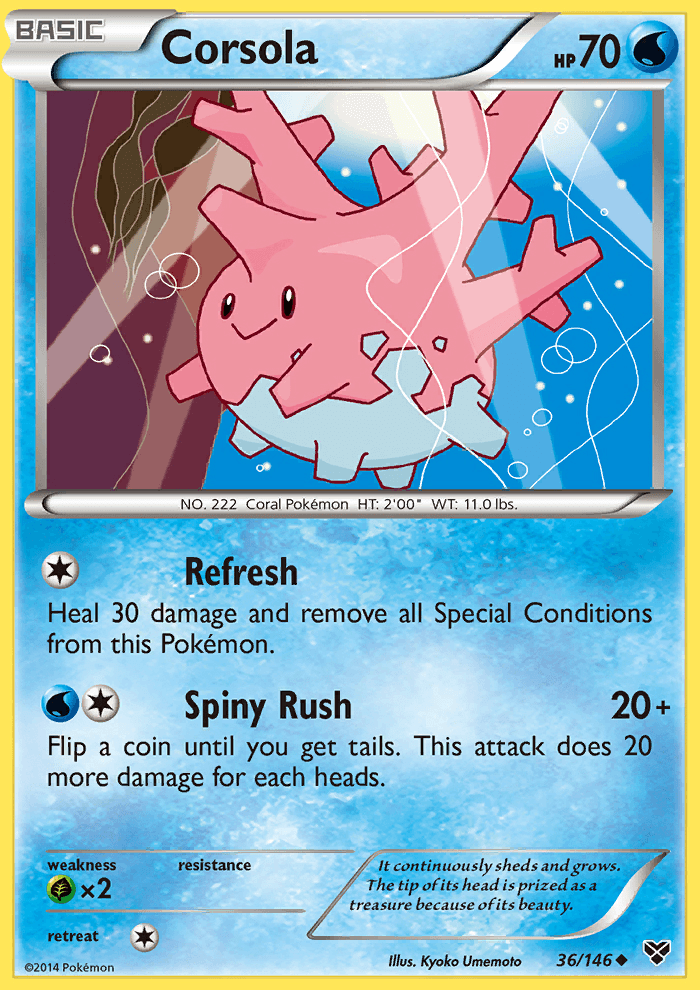 BASIC
Corsola
HP70
NO. 222 Coral Pokémon HT: 2'00" WT: 11.0 lbs.
Refresh
Heal 30 damage and remove all Special Conditions
from this Pokémon.
Spiny Rush 20+
Flip a coin until you get tails. This attack does 20
more damage for each heads.
weakness resistance
×2
It continuously sheds and grows.
The tip of its head is prized as a
treasure because of its beauty.
retreat
Illus. Kyoko Umemoto 36/146
©2014 Pokémon